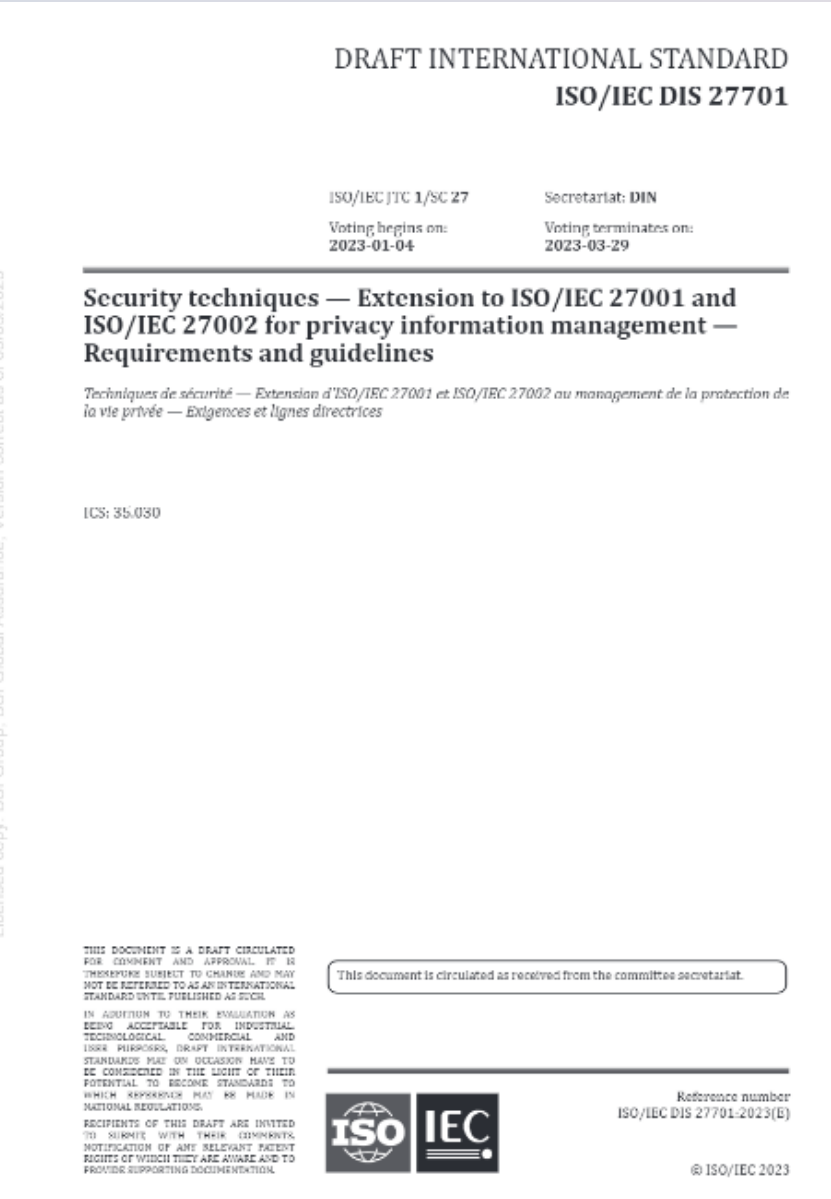 DRAFT INTERNATIONAL STANDARD
ISO/IEC DIS 27701
ISO/IEC JTC 1/SC 27
Secretariat: DIN
Voting begins on:
2023-01-04
Voting terminates on:
2023-03-29
Security techniques — Extension to ISO/IEC 27001 and
ISO/IEC 27002 for privacy information management —
Requirements and guidelines
Techniques de sécurité — Extension d'ISO/IEC 27001 et ISO/IEC 27002 au management de la protection de
la vie privée — Exigences et lignes directrices
ICS: 35.030
THIS DOCUMENT IS A DRAFT CIRCULATED
FOR COMMENT AND APPROVAL. IT IS
THEREFORE SUBJECT TO CHANGE AND MAY
NOT BE REFERRED TO AS AN INTERNATIONAL
STANDARD UNTIL PUBLISHED AS SUCH.
IN ADDITION TO THEIR EVALUATION AS
BEING ACCEPTABLE FOR INDUSTRIAL,
TECHNOLOGICAL, COMMERCIAL AND
USER PURPOSES, DRAFT INTERNATIONAL
STANDARDS MAY ON OCCASION HAVE TO
BE CONSIDERED IN THE LIGHT OF THEIR
POTENTIAL TO BECOME STANDARDS TO
WHICH REFERENCE MAY BE MADE IN
NATIONAL REGULATIONS.
RECIPIENTS OF THIS DRAFT ARE INVITED
TO SUBMIT, WITH THEIR COMMENTS,
NOTIFICATION OF ANY RELEVANT PATENT
RIGHTS OF WHICH THEY ARE AWARE AND TO
PROVIDE SUPPORTING DOCUMENTATION.
This document is circulated as received from the committee secretariat.
ISO
IEC
Reference number
ISO/IEC DIS 27701:2023(E)
© ISO/IEC 2023